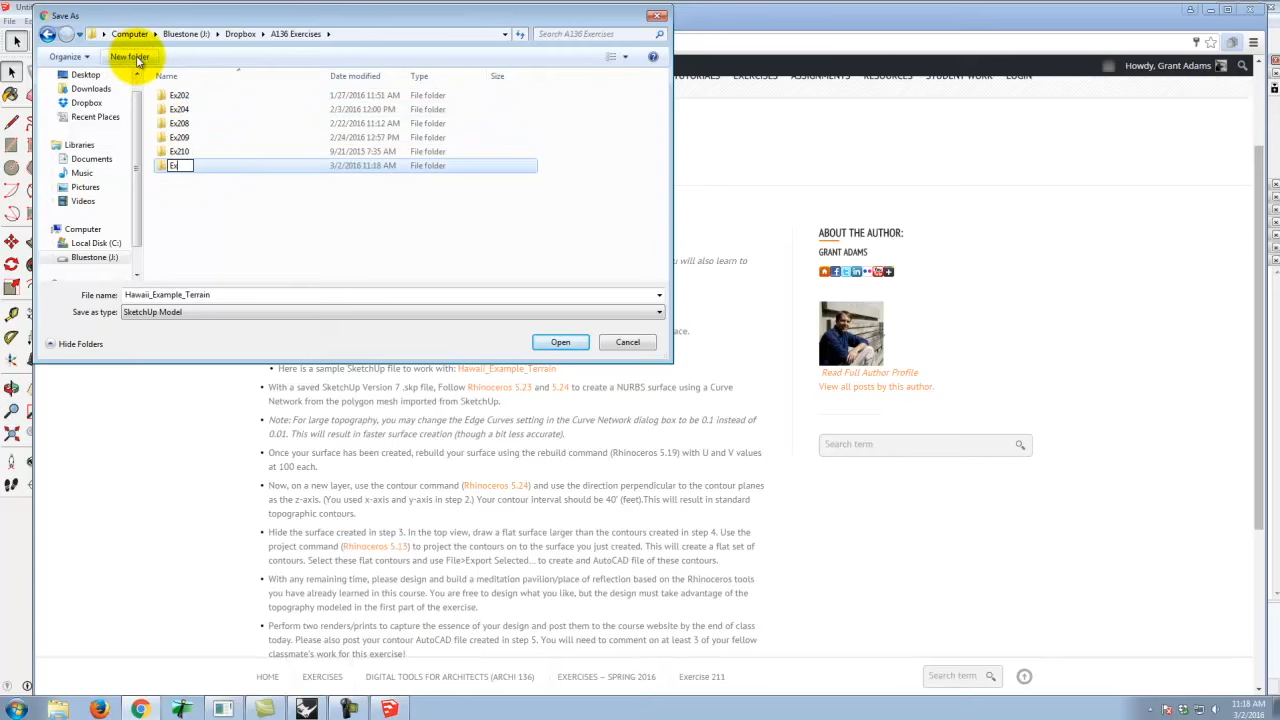 Save As
Computer Bluestone (J:) Dropbox A136 Exercises
Search A136 Exercises
Organize New folder
File
Desktop
Downloads
Dropbox
Recent Places
Libraries
Documents
Music
Pictures
Videos
Computer
Local Disk (C:)
Bluestone (J:)
Name Date modified Type Size
Ex202 1/27/2016 11:51 AM File folder
Ex204 2/3/2016 12:00 PM File folder
Ex208 2/22/2016 11:12 AM File folder
Ex209 2/24/2016 12:57 PM File folder
Ex210 9/21/2015 7:35 AM File folder
Ex 3/2/2016 11:18 AM File folder
File name: Hawaii_Example_Terrain
Save as type: SketchUp Model
Hide Folders
Open
Cancel
Howdy, Grant Adams
TUTORIALS EXERCISES ASSIGNMENTS RESOURCES STUDENT WORK LOGIN
u will also learn to
ace.
• Here is a sample SketchUp file to work with: Hawaii_Example_Terrain
• With a saved SketchUp Version 7 .skp file, Follow Rhinoceros 5.23 and 5.24 to create a NURBS surface using a Curve
Network from the polygon mesh imported from SketchUp.
• Note: For large topography, you may change the Edge Curves setting in the Curve Network dialog box to be 0.1 instead of
0.01. This will result in faster surface creation (though a bit less accurate).
• Once your surface has been created, rebuild your surface using the rebuild command (Rhinoceros 5.19) with U and V values
at 100 each.
• Now, on a new layer, use the contour command (Rhinoceros 5.24) and use the direction perpendicular to the contour planes
as the z-axis. (You used x-axis and y-axis in step 2.) Your contour interval should be 40' (feet).This will result in standard
topographic contours.
• Hide the surface created in step 3. In the top view, draw a flat surface larger than the contours created in step 4. Use the
project command (Rhinoceros 5.13) to project the contours on to the surface you just created. This will create a flat set of
contours. Select these flat contours and use File>Export Selected... to create and AutoCAD file of these contours.
• With any remaining time, please design and build a meditation pavilion/place of reflection based on the Rhinoceros tools
you have already learned in this course. You are free to design what you like, but the design must take advantage of the
topography modeled in the first part of the exercise.
• Perform two renders/prints to capture the essence of your design and post them to the course website by the end of class
today. Please also post your contour AutoCAD file created in step 5. You will need to comment on at least 3 of your fellow
classmate's work for this exercise!
ABOUT THE AUTHOR:
GRANT ADAMS
Read Full Author Profile
View all posts by this author.
Search term
HOME EXERCISES DIGITAL TOOLS FOR ARCHITECTS (ARCHI 136) EXERCISES – SPRING 2016 Exercise 211
Search term
11:18 AM
3/2/2016